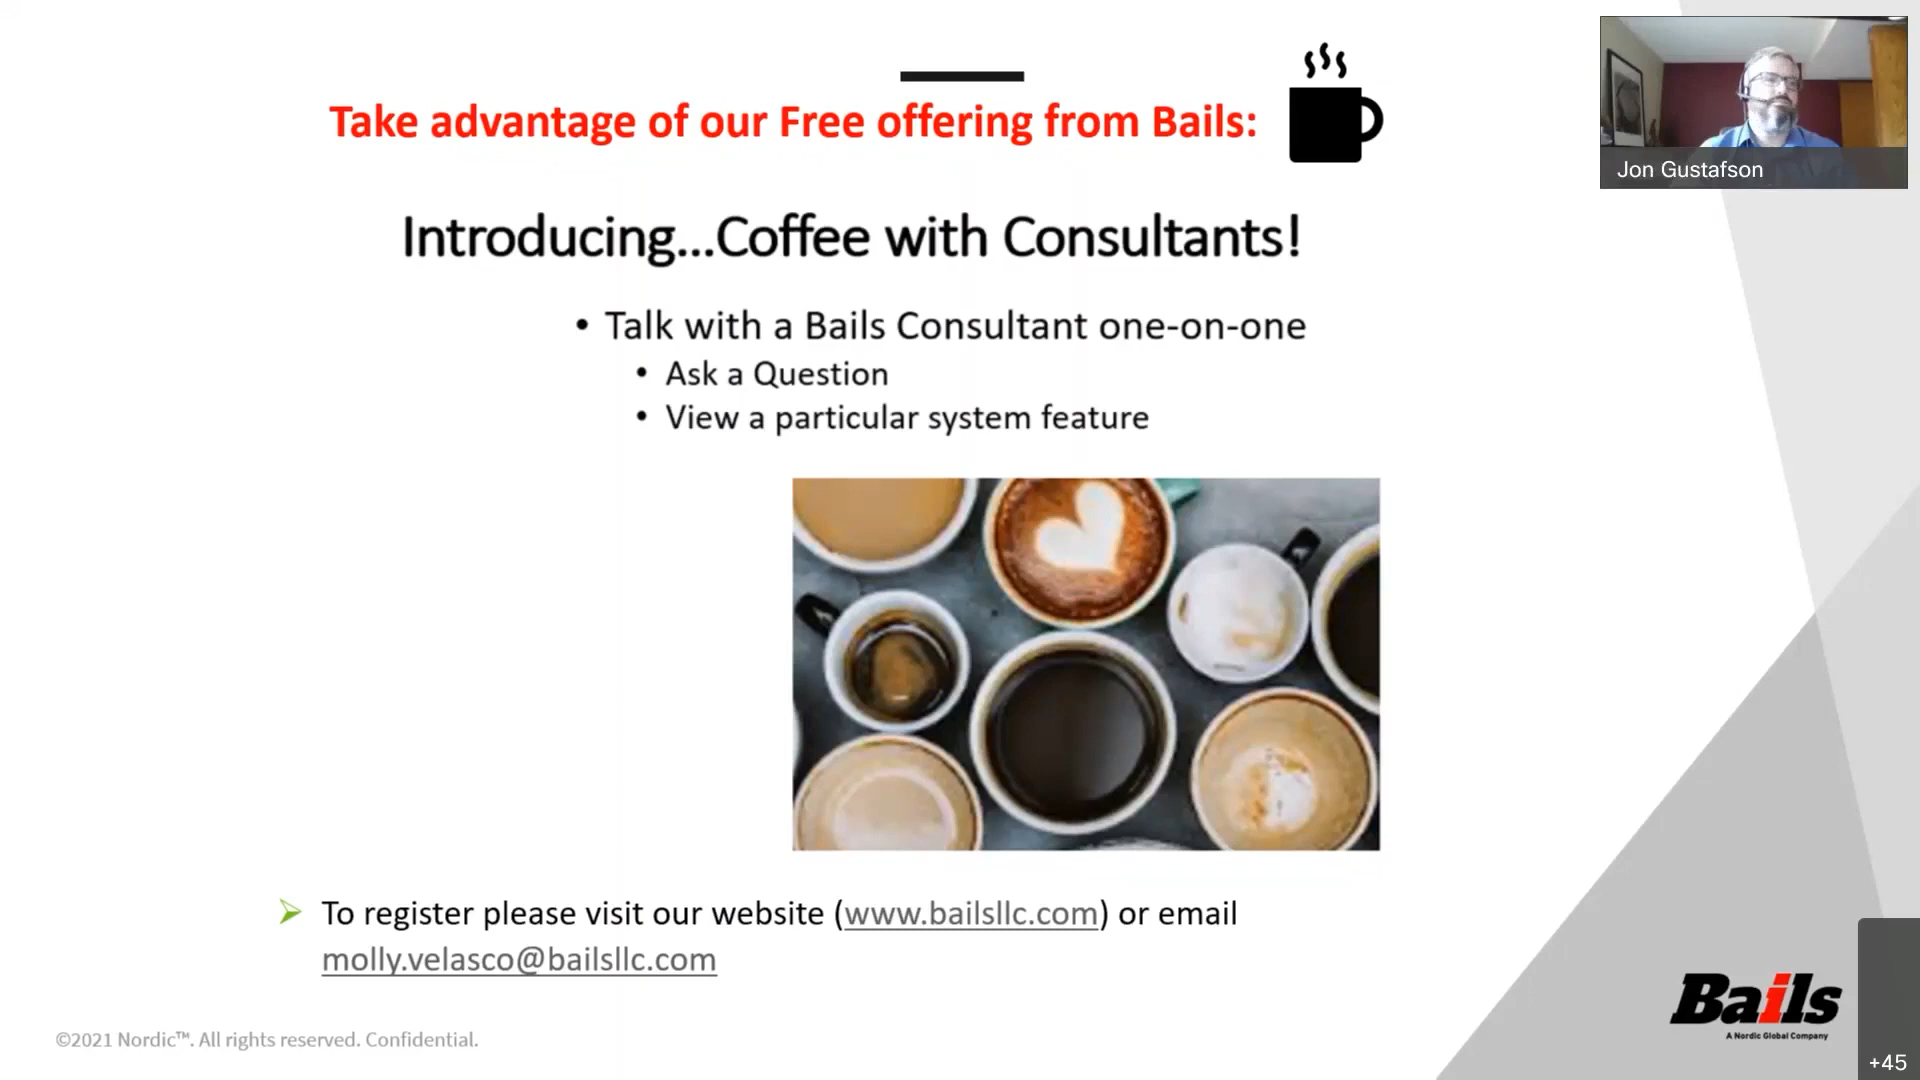 Take advantage of our Free offering from Bails:
Jon Gustafson
Introducing...Coffee with Consultants!
• Talk with a Bails Consultant one-on-one
• Ask a Question
• View a particular system feature
To register please visit our website (www.bailsllc.com) or email
molly.velasco@bailsllc.com
©2021 Nordic™. All rights reserved. Confidential.
Bails
A Nordic Global Company
+45